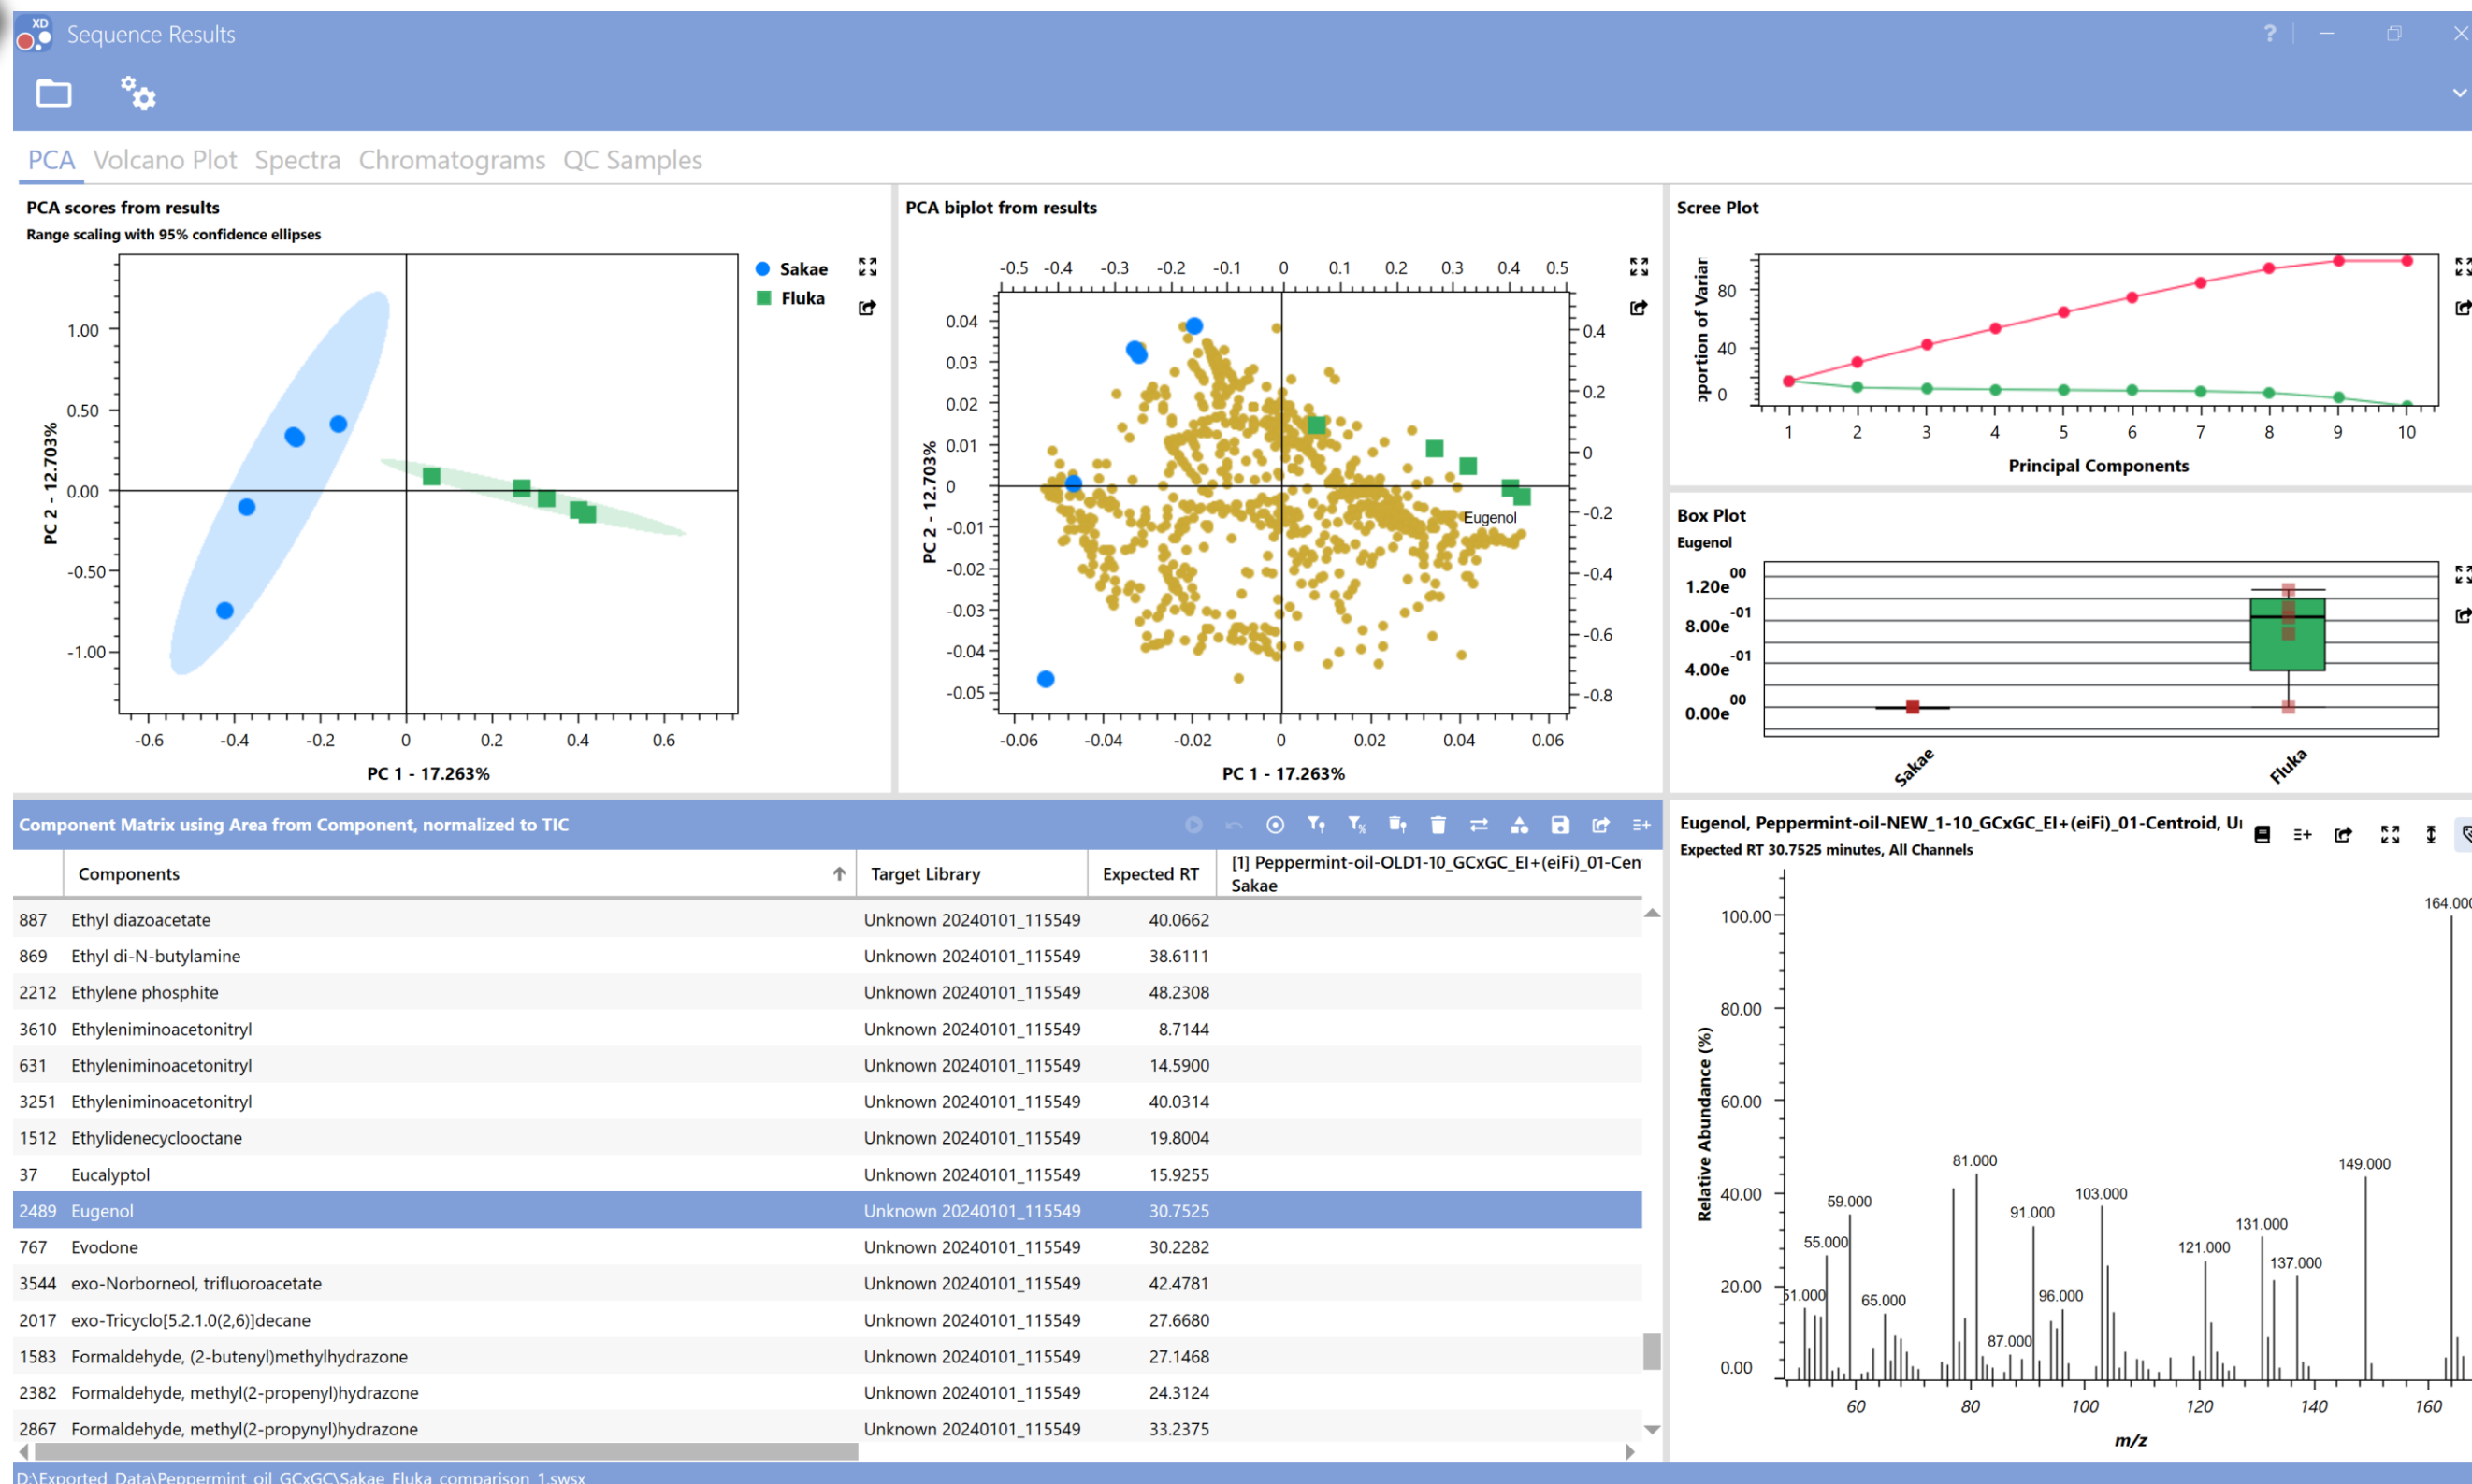 XD
Sequence Results
?
PCA Volcano Plot Spectra Chromatograms QC Samples
PCA scores from results
Range scaling with 95% confidence ellipses
Sakae
Fluka
1.00
0.50
0.00
-0.50
-1.00
PC 2 - 12.703%
-0.6 -0.4 -0.2 0 0.2 0.4 0.6
PC 1 - 17.263%
PCA biplot from results
-0.5 -0.4 -0.3 -0.2 -0.1 0 0.1 0.2 0.3 0.4 0.5
0.04
0.03
0.02
0.01
0
-0.01
-0.02
-0.03
-0.04
-0.05
PC 2 - 12.703%
0.4
0.2
0
-0.2
-0.4
-0.6
-0.8
Eugenol
-0.06 -0.04 -0.02 0 0.02 0.04 0.06
PC 1 - 17.263%
Scree Plot
oportion of Variar
80
40
0
1 2 3 4 5 6 7 8 9 10
Principal Components
Box Plot
Eugenol
1.20e00
8.00e-01
4.00e-01
0.00e00
Sakae Fluka
Component Matrix using Area from Component, normalized to TIC
Components Target Library Expected RT [1] Peppermint-oil-OLD1-10_GCxGC_EI+(eiFi)_01-Cen
Sakae
887 Ethyl diazoacetate Unknown 20240101_115549 40.0662
869 Ethyl di-N-butylamine Unknown 20240101_115549 38.6111
2212 Ethylene phosphite Unknown 20240101_115549 48.2308
3610 Ethyleniminoacetonitryl Unknown 20240101_115549 8.7144
631 Ethyleniminoacetonitryl Unknown 20240101_115549 14.5900
3251 Ethyleniminoacetonitryl Unknown 20240101_115549 40.0314
1512 Ethylidenecyclooctane Unknown 20240101_115549 19.8004
37 Eucalyptol Unknown 20240101_115549 15.9255
2489 Eugenol Unknown 20240101_115549 30.7525
767 Evodone Unknown 20240101_115549 30.2282
3544 exo-Norborneol, trifluoroacetate Unknown 20240101_115549 42.4781
2017 exo-Tricyclo[5.2.1.0(2,6)]decane Unknown 20240101_115549 27.6680
1583 Formaldehyde, (2-butenyl)methylhydrazone Unknown 20240101_115549 27.1468
2382 Formaldehyde, methyl(2-propenyl)hydrazone Unknown 20240101_115549 24.3124
2867 Formaldehyde, methyl(2-propynyl)hydrazone Unknown 20240101_115549 33.2375
Eugenol, Peppermint-oil-NEW_1-10_GCxGC_EI+(eiFi)_01-Centroid, U
Expected RT 30.7525 minutes, All Channels
Relative Abundance (%)
100.00
80.00
60.00
40.00
20.00
0.00
164.000
81.000
149.000
59.000
103.000
91.000
131.000
55.000
121.000
137.000
51.000
65.000
96.000
87.000
60 80 100 120 140 160
m/z
D:\Exported_Data\Peppermint_oil_GCxGC\Sakae_Fluka_comparison_1.swsx